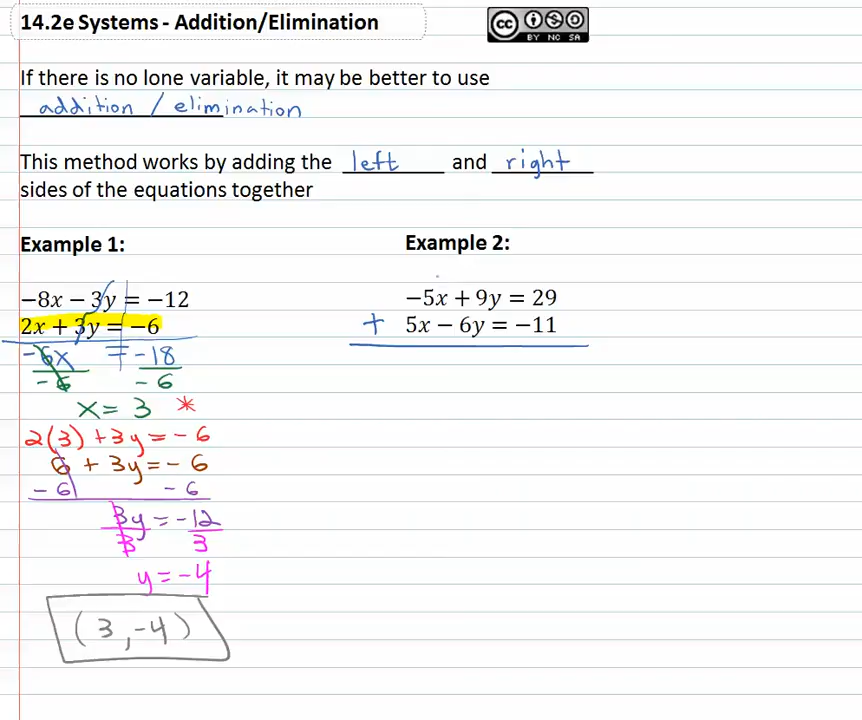 14.2e Systems - Addition/Elimination
cc BY NC SA
If there is no lone variable, it may be better to use
addition / elimination
This method works by adding the left and right
sides of the equations together
Example 1:
−8x − 3y = −12
2x + 3y = −6
-6x = -18
-6 -6
x = 3 *
2(3) + 3y = - 6
6 + 3y = - 6
- 6 - 6
3y = -12
3 3
y = -4
(3, -4)
Example 2:
−5x + 9y = 29
+ 5x − 6y = −11